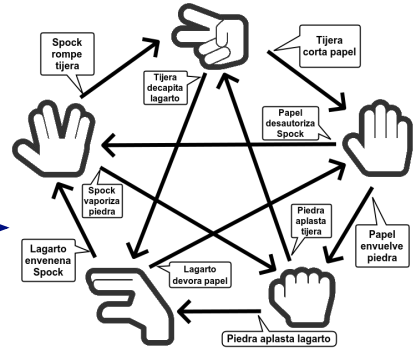 Spock
rompe
tijera
Tijera
corta papel
Tijera
decapita
lagarto
Papel
desautoriza
Spock
Spock
vaporiza
piedra
Piedra
aplasta
tijera
Papel
envuelve
piedra
Lagarto
envenena
Spock
Lagarto
devora papel
Piedra aplasta lagarto